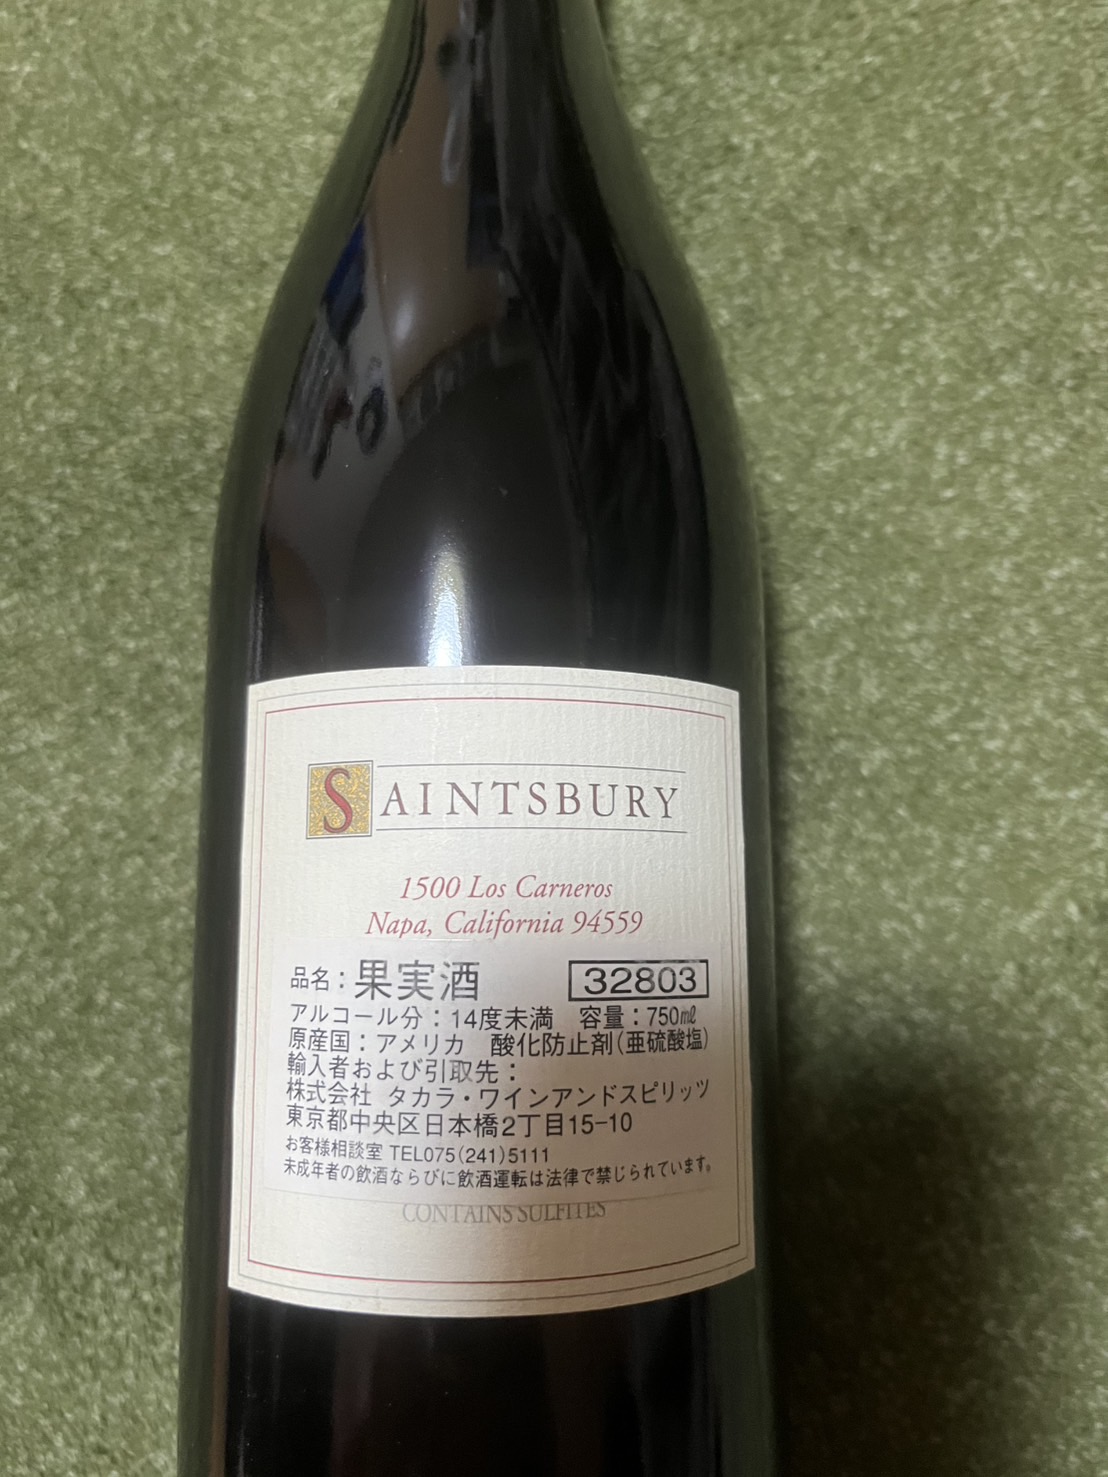 SAINTSBURY
1500 Los Carneros
Napa, California 94559
品名：果実酒 32803
アルコール分：14度未満 容量：750㎖
原産国：アメリカ 酸化防止剤(亜硫酸塩)
輸入者および引取先：
株式会社 タカラ・ワインアンドスピリッツ
東京都中央区日本橋2丁目15-10
お客様相談室 TEL075(241)5111
未成年者の飲酒ならびに飲酒運転は法律で禁じられています。
CONTAINS SULFITES